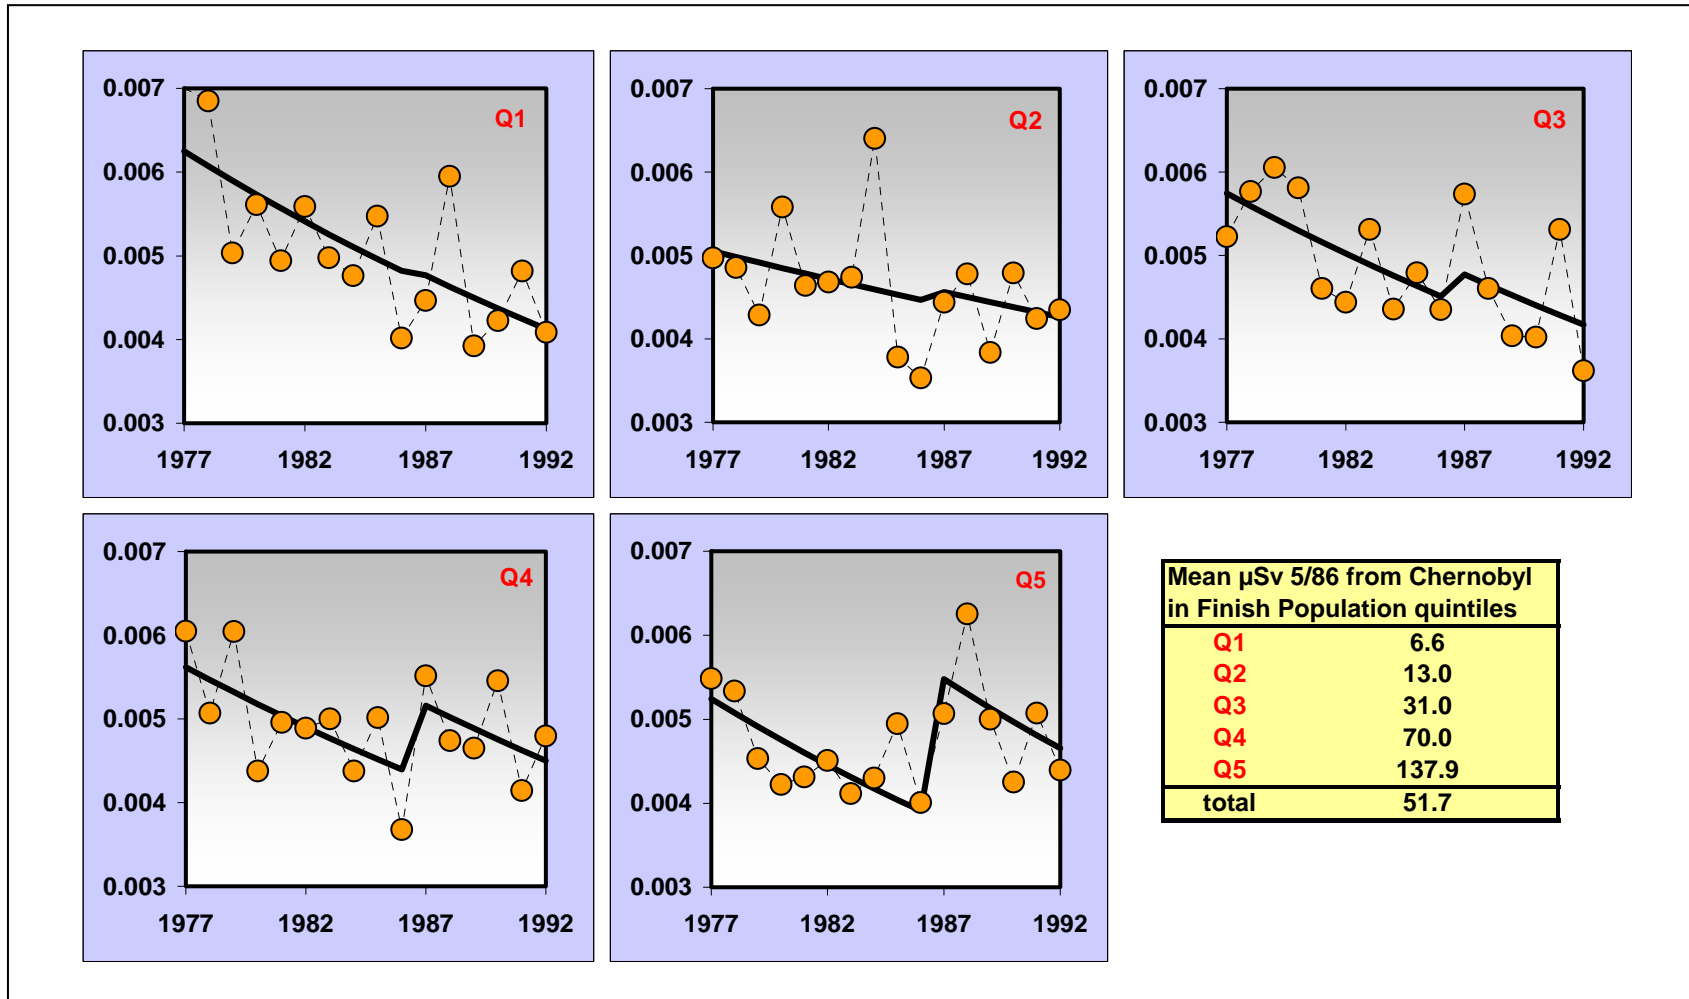 0.007
0.006
0.005
0.004
0.003
1977 1982 1987 1992
Q1
0.007
0.006
0.005
0.004
0.003
1977 1982 1987 1992
Q2
0.007
0.006
0.005
0.004
0.003
1977 1982 1987 1992
Q3
0.007
0.006
0.005
0.004
0.003
1977 1982 1987 1992
Q4
0.007
0.006
0.005
0.004
0.003
1977 1982 1987 1992
Q5
Mean µSv 5/86 from Chernobyl
in Finish Population quintiles
Q1 6.6
Q2 13.0
Q3 31.0
Q4 70.0
Q5 137.9
total 51.7